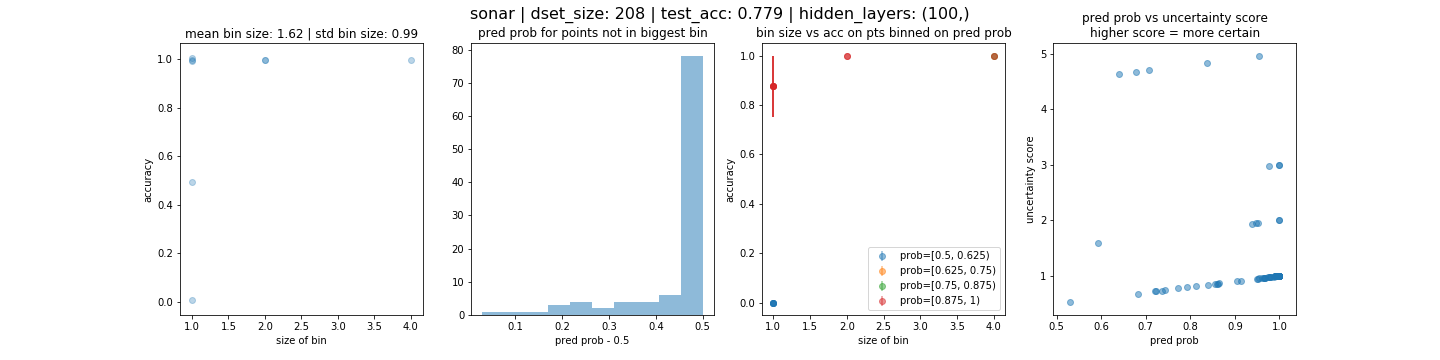 sonar | dset_size: 208 | test_acc: 0.779 | hidden_layers: (100,)
mean bin size: 1.62 | std bin size: 0.99
1.0
0.8
0.6
0.4
0.2
0.0
accuracy
1.0 1.5 2.0 2.5 3.0 3.5 4.0
size of bin
pred prob for points not in biggest bin
80
70
60
50
40
30
20
10
0
0.1 0.2 0.3 0.4 0.5
pred prob - 0.5
bin size vs acc on pts binned on pred prob
1.0
0.8
0.6
0.4
0.2
0.0
accuracy
prob=[0.5, 0.625)
prob=[0.625, 0.75)
prob=[0.75, 0.875)
prob=[0.875, 1)
1.0 1.5 2.0 2.5 3.0 3.5 4.0
size of bin
pred prob vs uncertainty score
higher score = more certain
5
4
3
2
1
uncertainty score
0.5 0.6 0.7 0.8 0.9 1.0
pred prob